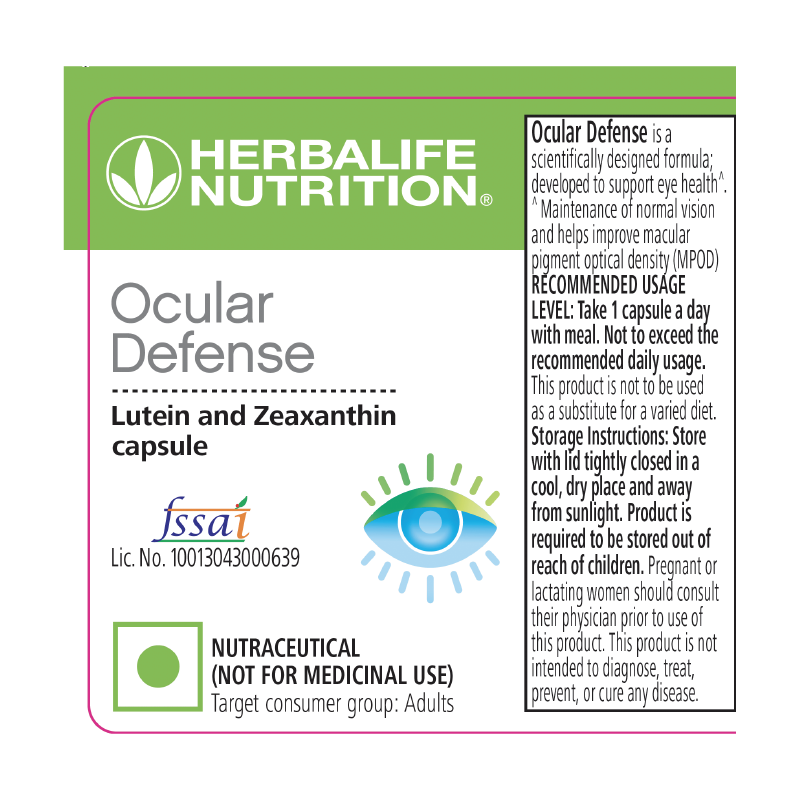 HERBALIFE
NUTRITION®
Ocular
Defense
Lutein and Zeaxanthin
capsule
fssai
Lic. No. 10013043000639
NUTRACEUTICAL
(NOT FOR MEDICINAL USE)
Target consumer group: Adults
Ocular Defense is a
scientifically designed formula;
developed to support eye health^.
^ Maintenance of normal vision
and helps improve macular
pigment optical density (MPOD)
RECOMMENDED USAGE
LEVEL: Take 1 capsule a day
with meal. Not to exceed the
recommended daily usage.
This product is not to be used
as a substitute for a varied diet.
Storage Instructions: Store
with lid tightly closed in a
cool, dry place and away
from sunlight. Product is
required to be stored out of
reach of children. Pregnant or
lactating women should consult
their physician prior to use of
this product. This product is not
intended to diagnose, treat,
prevent, or cure any disease.